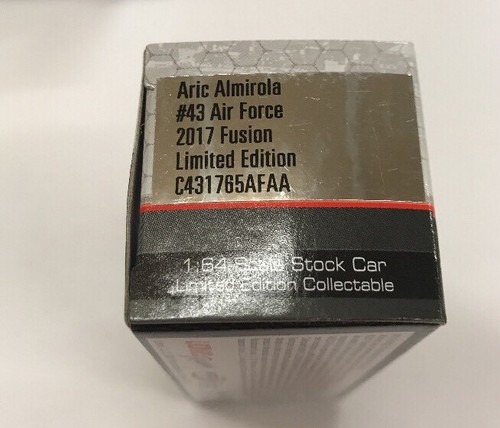 Aric Almirola
#43 Air Force
2017 Fusion
Limited Edition
C431765AFAA
1:64 Scale Stock Car
Limited Edition Collectable